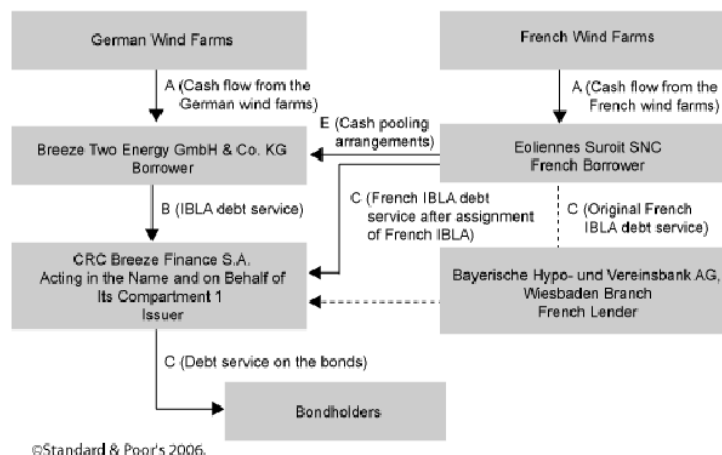 German Wind Farms
French Wind Farms
A (Cash flow from the
German wind farms)
A (Cash flow from the
French wind farms)
E (Cash pooling
arrangements)
Breeze Two Energy GmbH & Co. KG
Borrower
Eoliennes Suroit SNC
French Borrower
B (IBLA debt service)
C (French IBLA debt
service after assignment
of French IBLA)
C (Original French
IBLA debt service)
CRC Breeze Finance S.A.
Acting in the Name and on Behalf of
Its Compartment 1
Issuer
Bayerische Hypo- und Vereinsbank AG,
Wiesbaden Branch
French Lender
C (Debt service on the bonds)
Bondholders
©Standard & Poor's 2006.